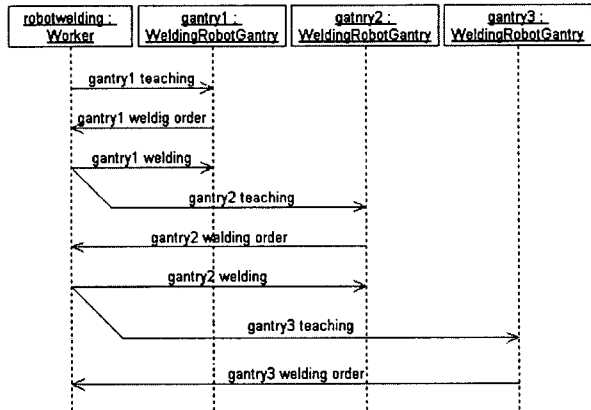 robotwelding :
Worker
gantry1 :
WeldingRobotGantry
gatnry2 :
WeldingRobotGantry
gantry3 :
WeldingRobotGantry
gantry1 teaching
gantry1 weldig order
gantry1 welding
gantry2 teaching
gantry2 welding order
gantry2 welding
gantry3 teaching
gantry3 welding order